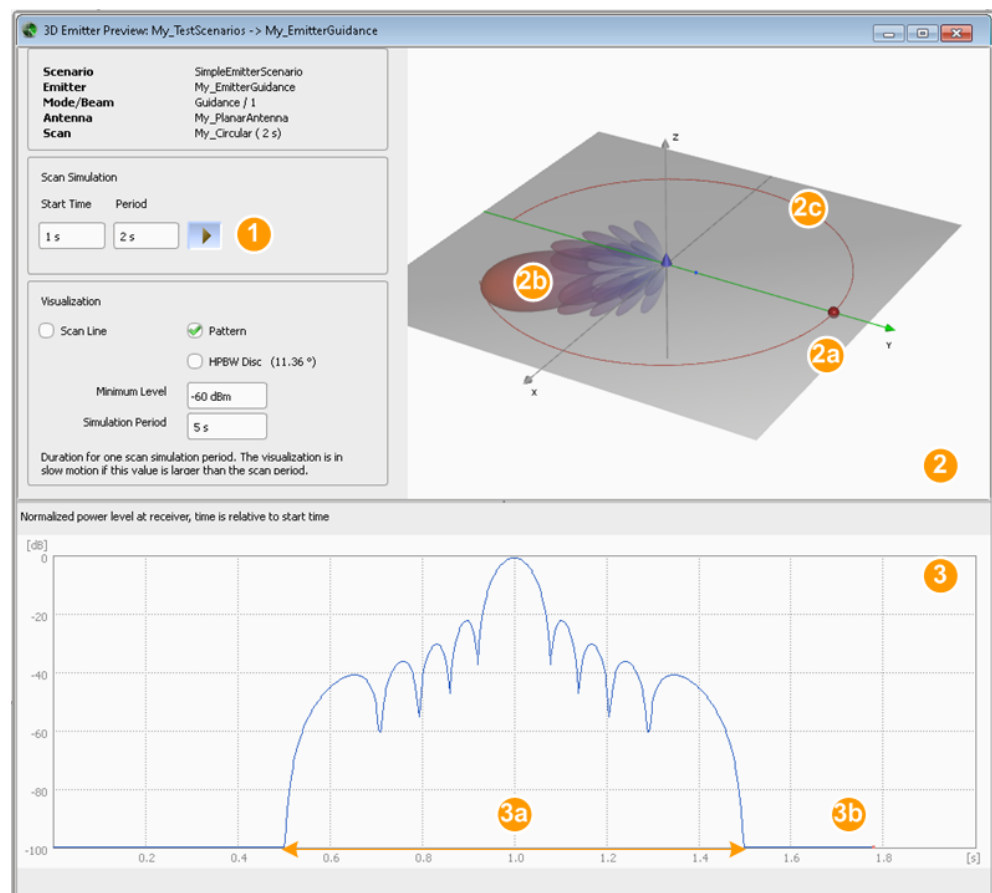 3D Emitter Preview: My_TestScenarios -> My_EmitterGuidance
Scenario SimpleEmitterScenario
Emitter My_EmitterGuidance
Mode/Beam Guidance / 1
Antenna My_PlanarAntenna
Scan My_Circular ( 2 s)
Scan Simulation
Start Time Period
1 s 2 s 1
Visualization
Scan Line Pattern
HPBW Disc (11.36 °)
Minimum Level -60 dBm
Simulation Period 5 s
Duration for one scan simulation period. The visualization is in
slow motion if this value is larger than the scan period.
Z
2c
2b
2a
Y
X
2
Normalized power level at receiver, time is relative to start time
[dB]
0
3
-20
-40
-60
-80
3a 3b
-100
0.2 0.4 0.6 0.8 1.0 1.2 1.4 1.6 1.8 [s]